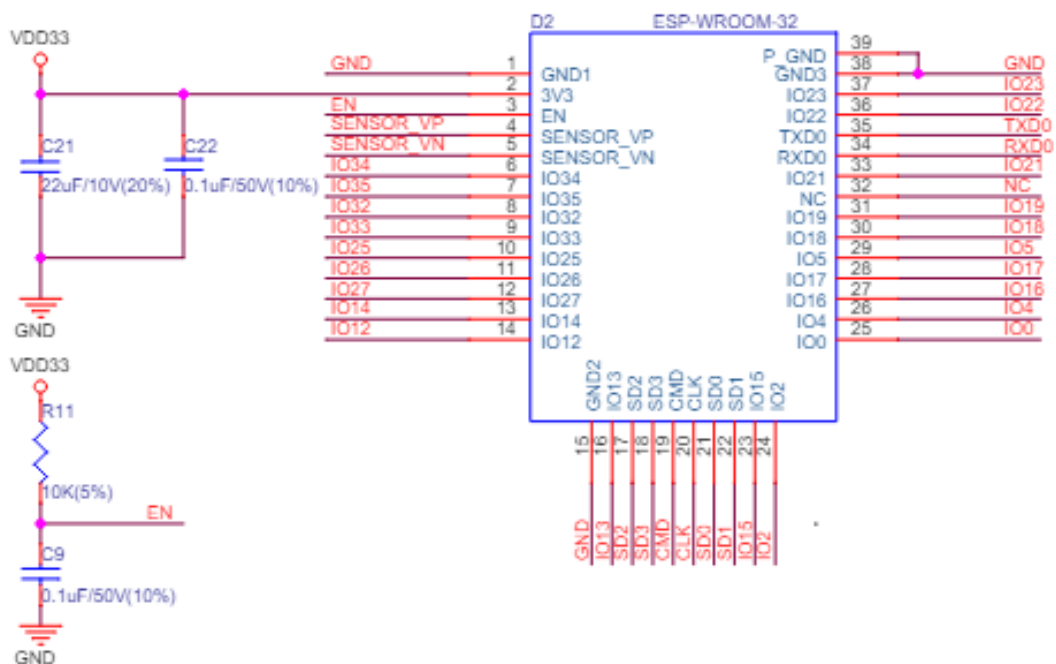 D2 ESP-WROOM-32
VDD33
C21
22uF/10V(20%)
C22
0.1uF/50V(10%)
GND
VDD33
R11
10K(5%)
EN
C9
0.1uF/50V(10%)
GND
GND 1 GND1
2 3V3
EN 3 EN
SENSOR_VP 4 SENSOR_VP
SENSOR_VN 5 SENSOR_VN
IO34 6 IO34
IO35 7 IO35
IO32 8 IO32
IO33 9 IO33
IO25 10 IO25
IO26 11 IO26
IO27 12 IO27
IO14 13 IO14
IO12 14 IO12
P_GND 39
GND3 38 GND
IO23 37 IO23
IO22 36 IO22
TXD0 35 TXD0
RXD0 34 RXD0
IO21 33 IO21
NC 32 NC
IO19 31 IO19
IO18 30 IO18
IO5 29 IO5
IO17 28 IO17
IO16 27 IO16
IO4 26 IO4
IO0 25 IO0
GND2 15 GND
IO13 16 IO13
SD2 17 SD2
SD3 18 SD3
CMD 19 CMD
CLK 20 CLK
SD0 21 SD0
SD1 22 SD1
IO15 23 IO15
IO2 24 IO2